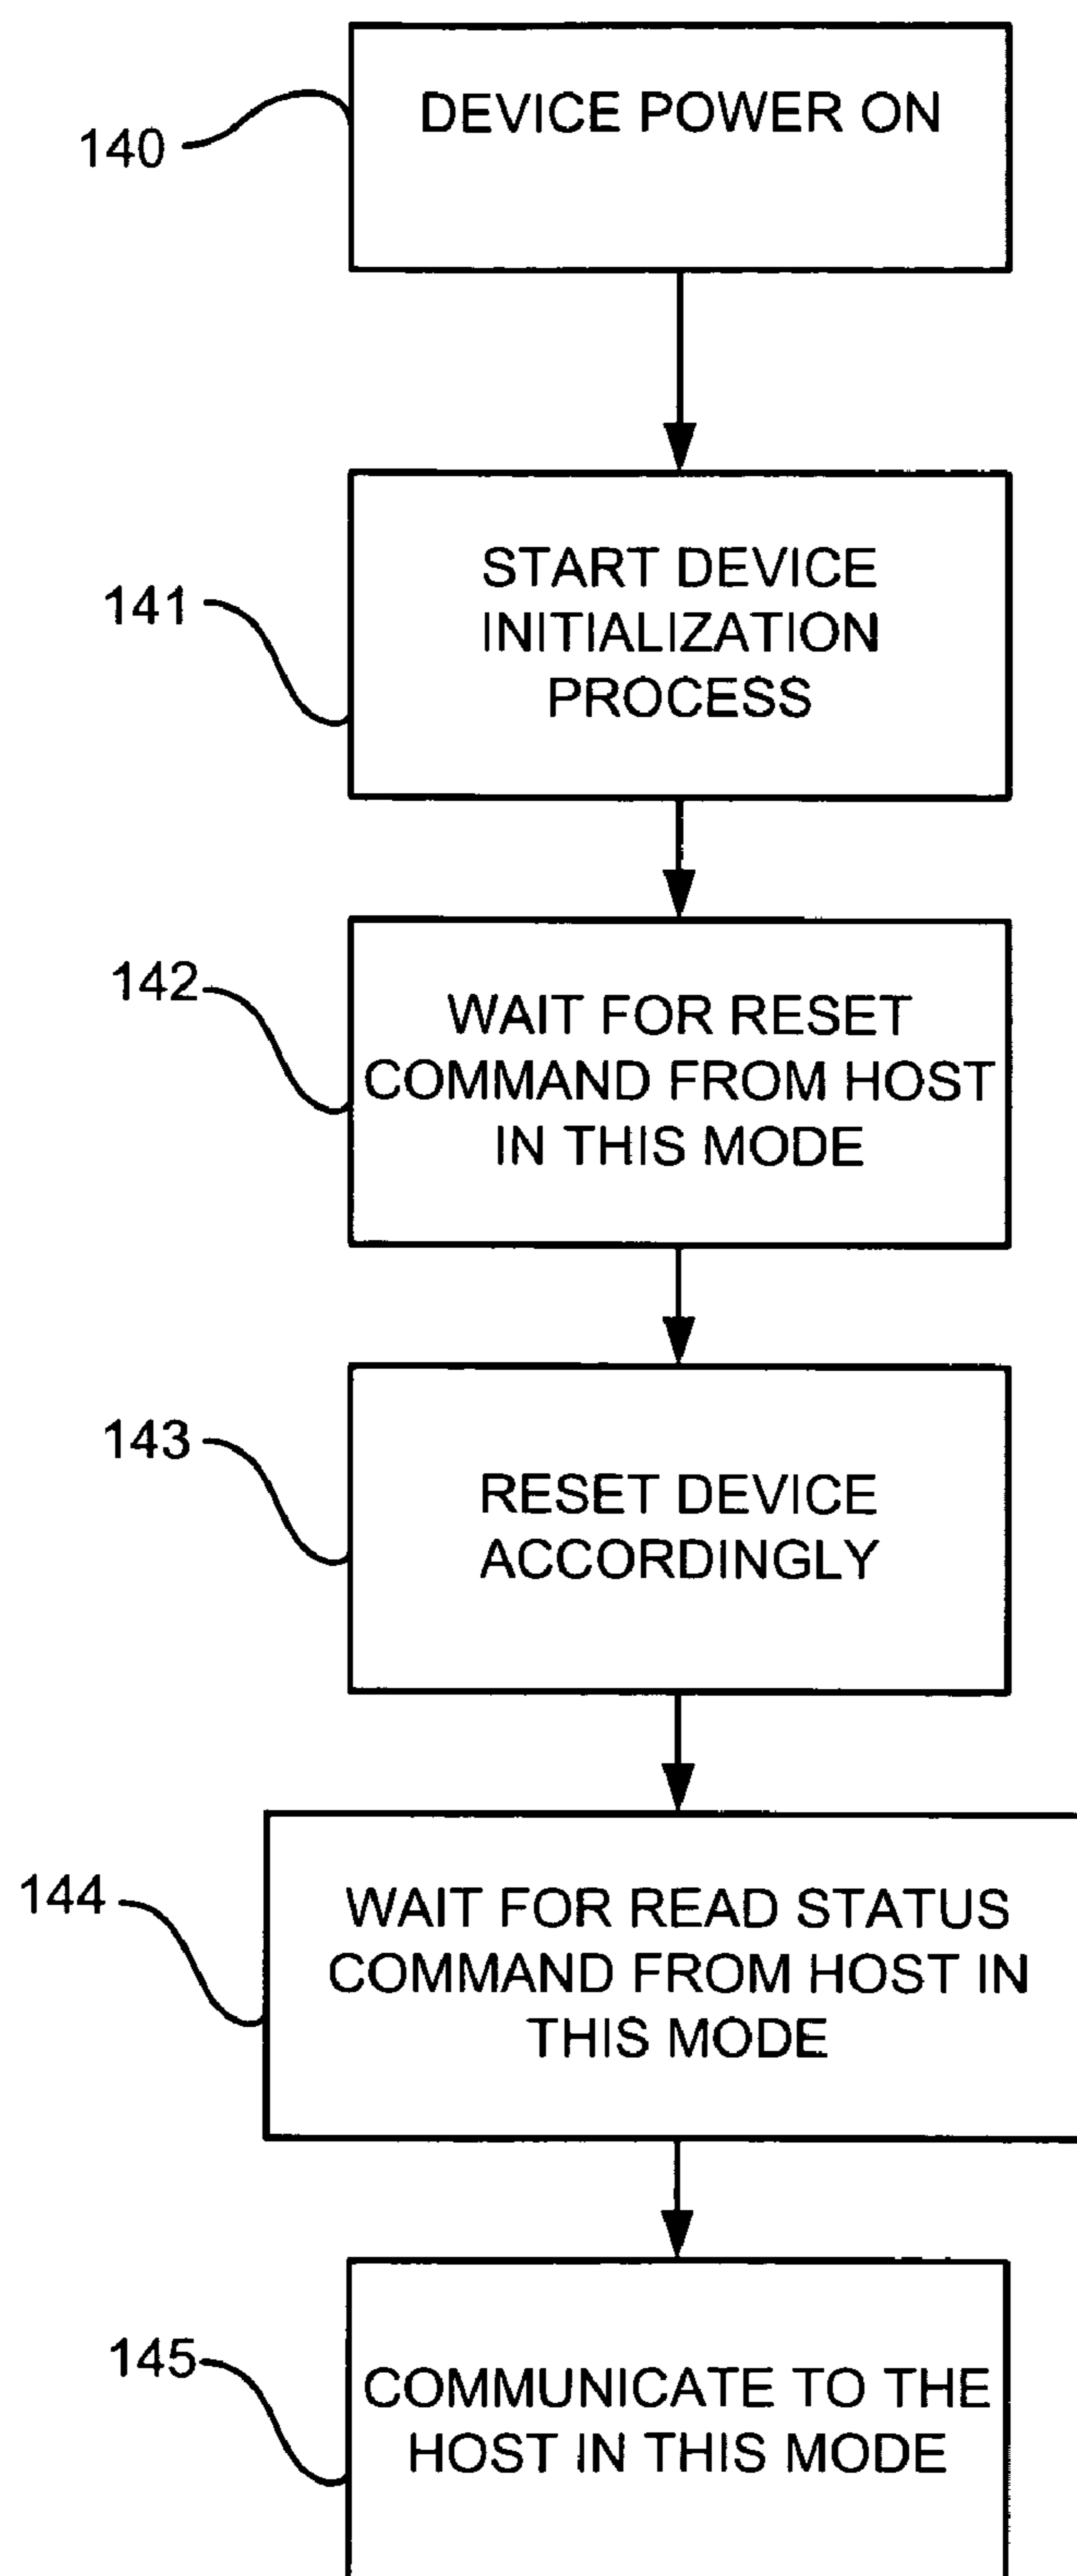 140
DEVICE POWER ON
141
START DEVICE
INITIALIZATION
PROCESS
142
WAIT FOR RESET
COMMAND FROM HOST
IN THIS MODE
143
RESET DEVICE
ACCORDINGLY
144
WAIT FOR READ STATUS
COMMAND FROM HOST IN
THIS MODE
145
COMMUNICATE TO THE
HOST IN THIS MODE